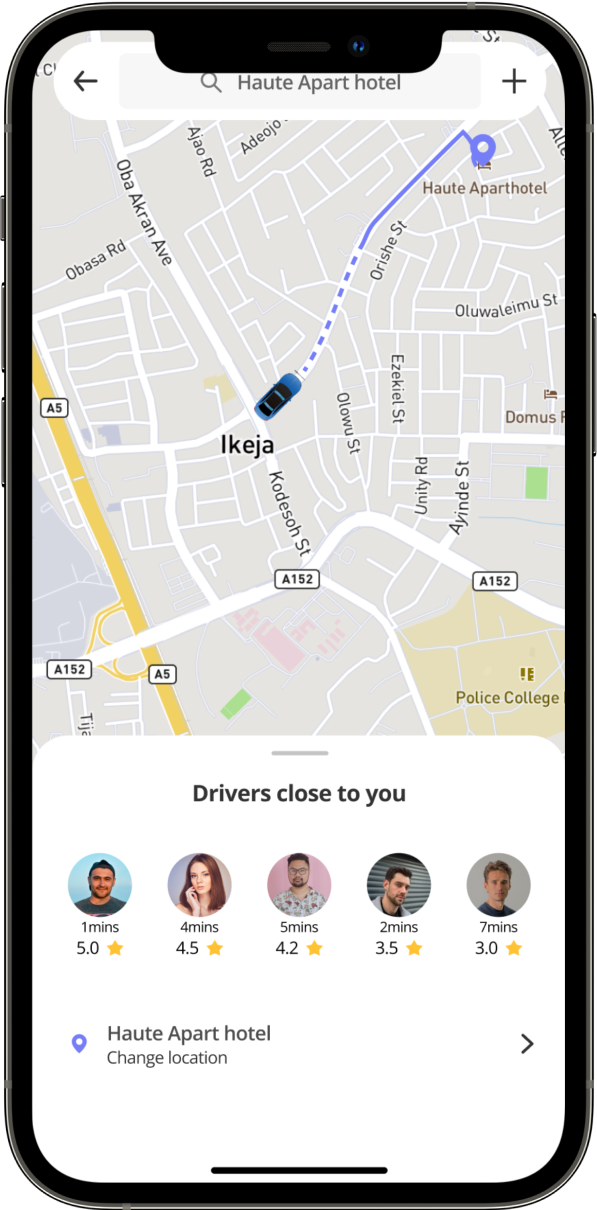 Haute Apart hotel
St
Ajao Rd
Adeojo
Oba Akran Ave
Haute Aparthotel
Obasa Rd
Orishe St
Oluwaleimu St
A5
Ezekiel St
Olowu St
Domus
Ikeja
Kodesoh St
Unity Rd
Ayinde St
A152
A152
A152
A5
Police College
Tija
Drivers close to you
1mins
4mins
5mins
2mins
7mins
5.0
4.5
4.2
3.5
3.0
Haute Apart hotel
Change location